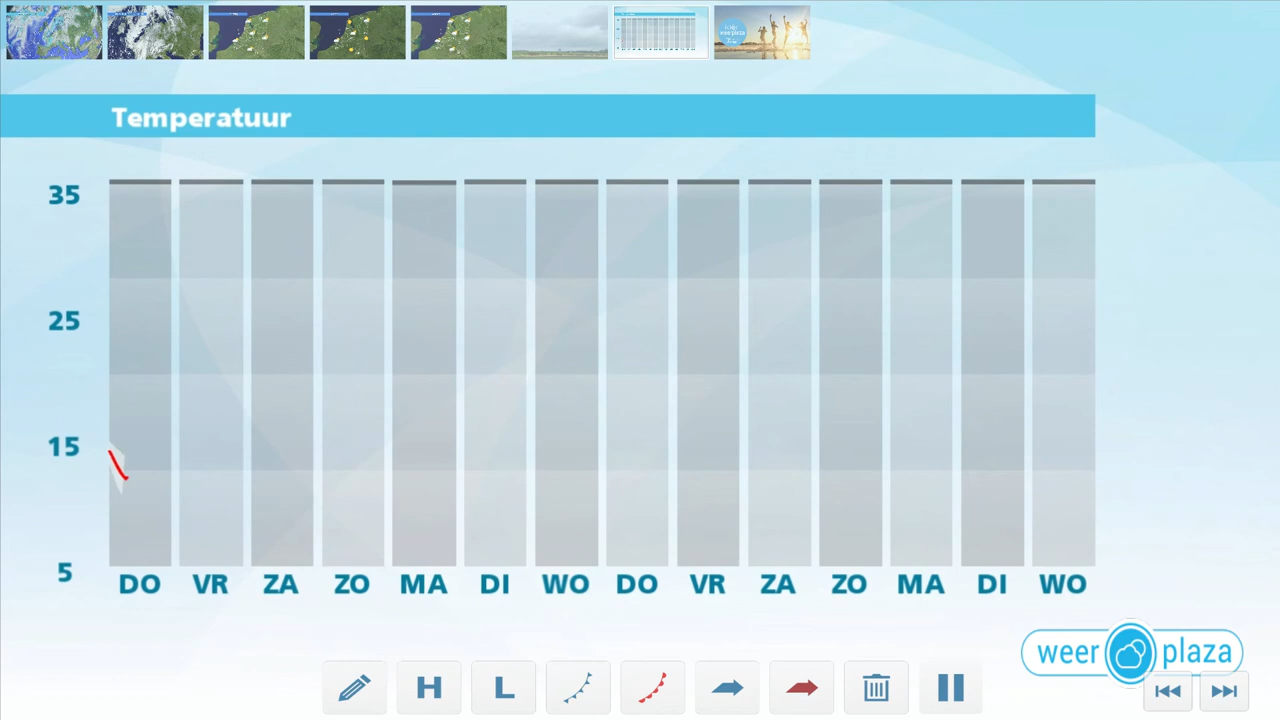 Temperatuur
35
25
15
5
DO VR ZA ZO MA DI WO DO VR ZA ZO MA DI WO
weer plaza
H L